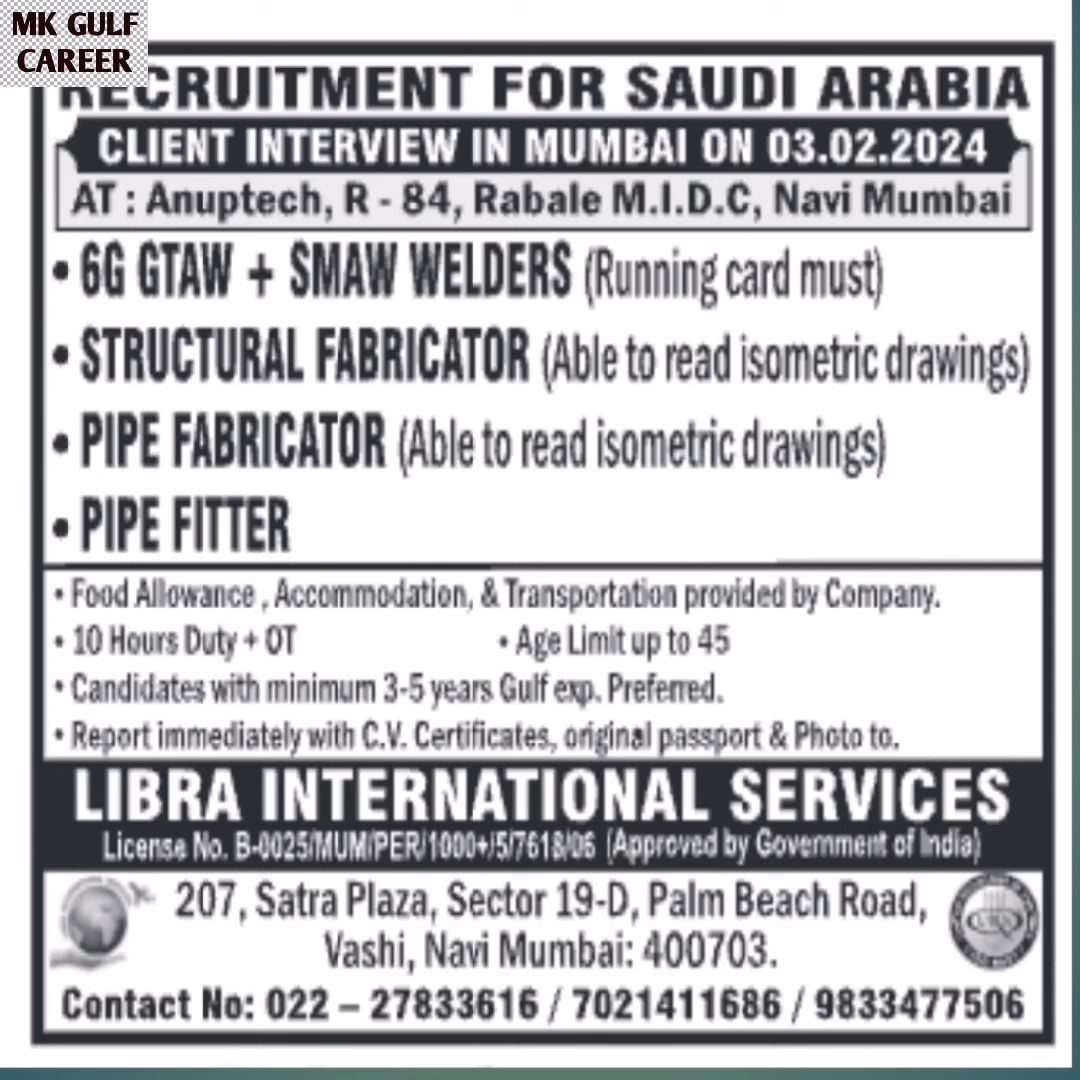 MK GULF
CAREER
RECRUITMENT FOR SAUDI ARABIA
CLIENT INTERVIEW IN MUMBAI ON 03.02.2024
AT : Anuptech, R - 84, Rabale M.I.D.C, Navi Mumbai
• 6G GTAW + SMAW WELDERS (Running card must)
• STRUCTURAL FABRICATOR (Able to read isometric drawings)
• PIPE FABRICATOR (Able to read isometric drawings)
• PIPE FITTER
• Food Allowance , Accommodation, & Transportation provided by Company.
• 10 Hours Duty + OT • Age Limit up to 45
• Candidates with minimum 3-5 years Gulf exp. Preferred.
• Report immediately with C.V. Certificates, original passport & Photo to.
LIBRA INTERNATIONAL SERVICES
License No. B-0025/MUM/PER/1000+/5/7618/06 (Approved by Government of India)
207, Satra Plaza, Sector 19-D, Palm Beach Road,
Vashi, Navi Mumbai: 400703.
Contact No: 022 – 27833616 / 7021411686 / 9833477506